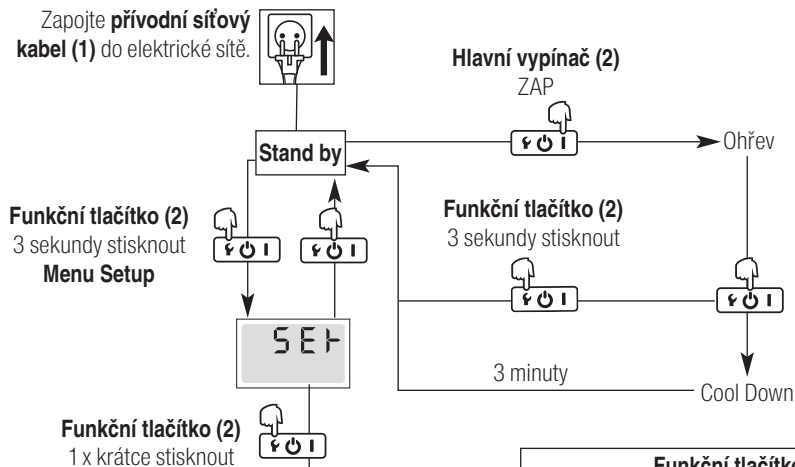 Zapojte přívodní síťový
kabel (1) do elektrické sítě.
Hlavní vypínač (2)
ZAP
Stand by
Ohřev
Funkční tlačítko (2)
3 sekundy stisknout
Menu Setup
Funkční tlačítko (2)
3 sekundy stisknout
SEt
3 minuty
Cool Down
Funkční tlačítko (2)
1 x krátce stisknout
Funkční tlačítko